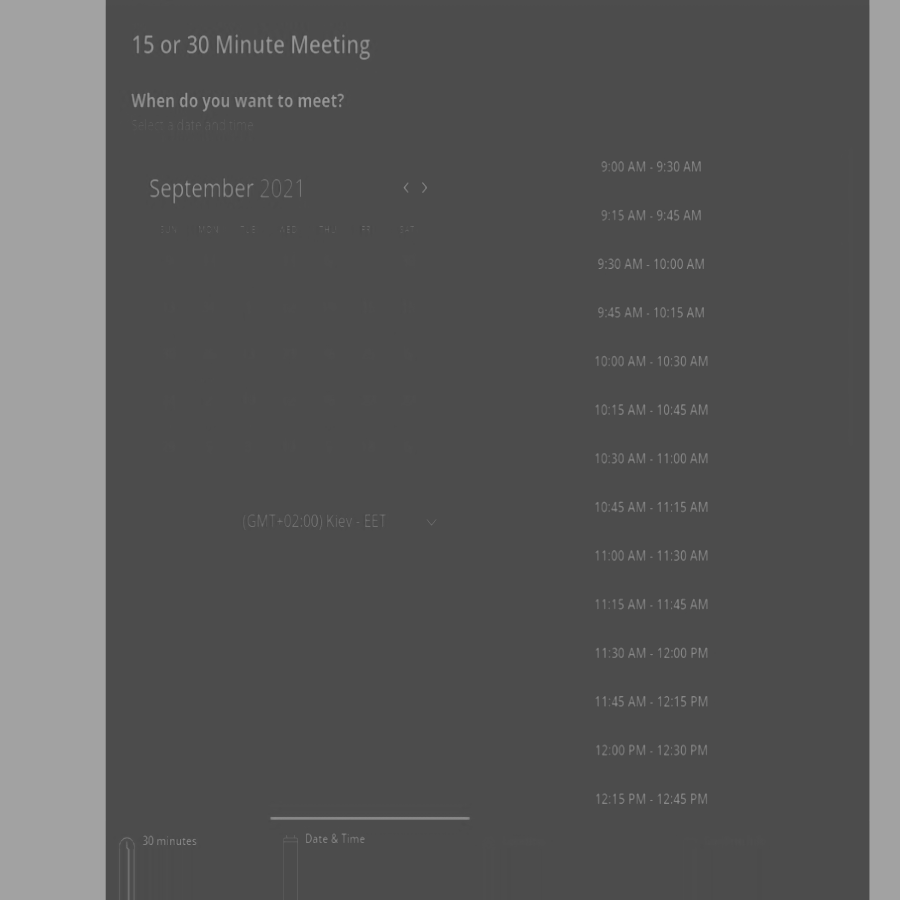 15 or 30 Minute Meeting
When do you want to meet?
Select a date and time
September 2021
SUN MON TUE WED THU FRI SAT
(GMT+02:00) Kiev - EET
9:00 AM - 9:30 AM
9:15 AM - 9:45 AM
9:30 AM - 10:00 AM
9:45 AM - 10:15 AM
10:00 AM - 10:30 AM
10:15 AM - 10:45 AM
10:30 AM - 11:00 AM
10:45 AM - 11:15 AM
11:00 AM - 11:30 AM
11:15 AM - 11:45 AM
11:30 AM - 12:00 PM
11:45 AM - 12:15 PM
12:00 PM - 12:30 PM
12:15 PM - 12:45 PM
30 minutes
Date & Time